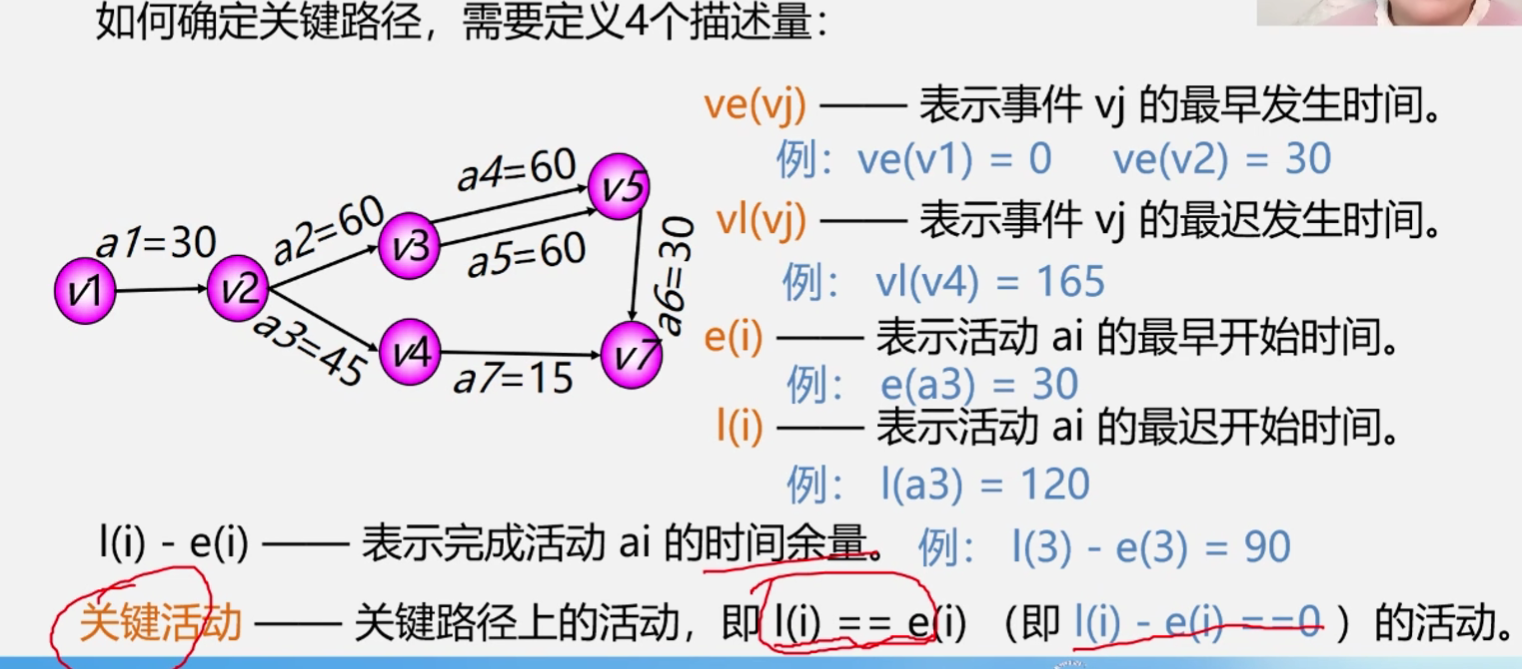 如何确定关键路径，需要定义4个描述量：
ve(vj) —— 表示事件 vj 的最早发生时间。
例：ve(v1) = 0 ve(v2) = 30
vl(vj) —— 表示事件 vj 的最迟发生时间。
例： vl(v4) = 165
e(i) —— 表示活动 ai 的最早开始时间。
例： e(a3) = 30
l(i) —— 表示活动 ai 的最迟开始时间。
例： l(a3) = 120
a1=30
a2=60
a3=45
a4=60
a5=60
a6=30
a7=15
v1
v2
v3
v4
v5
v7
l(i) - e(i) —— 表示完成活动 ai 的时间余量。 例： l(3) - e(3) = 90
关键活动 —— 关键路径上的活动，即 l(i) == e(i) （即 l(i) - e(i) ==0 ）的活动。